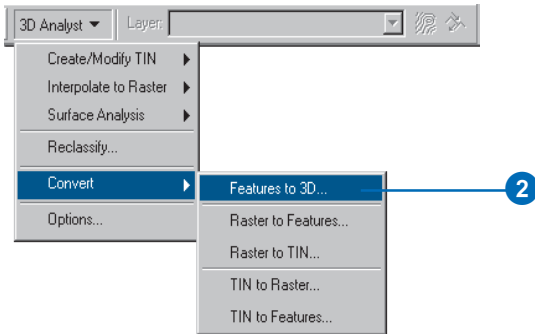 3D Analyst Layer:
Create/Modify TIN
Interpolate to Raster
Surface Analysis
Reclassify...
Convert
Features to 3D...
2
Options...
Raster to Features...
Raster to TIN...
TIN to Raster...
TIN to Features...